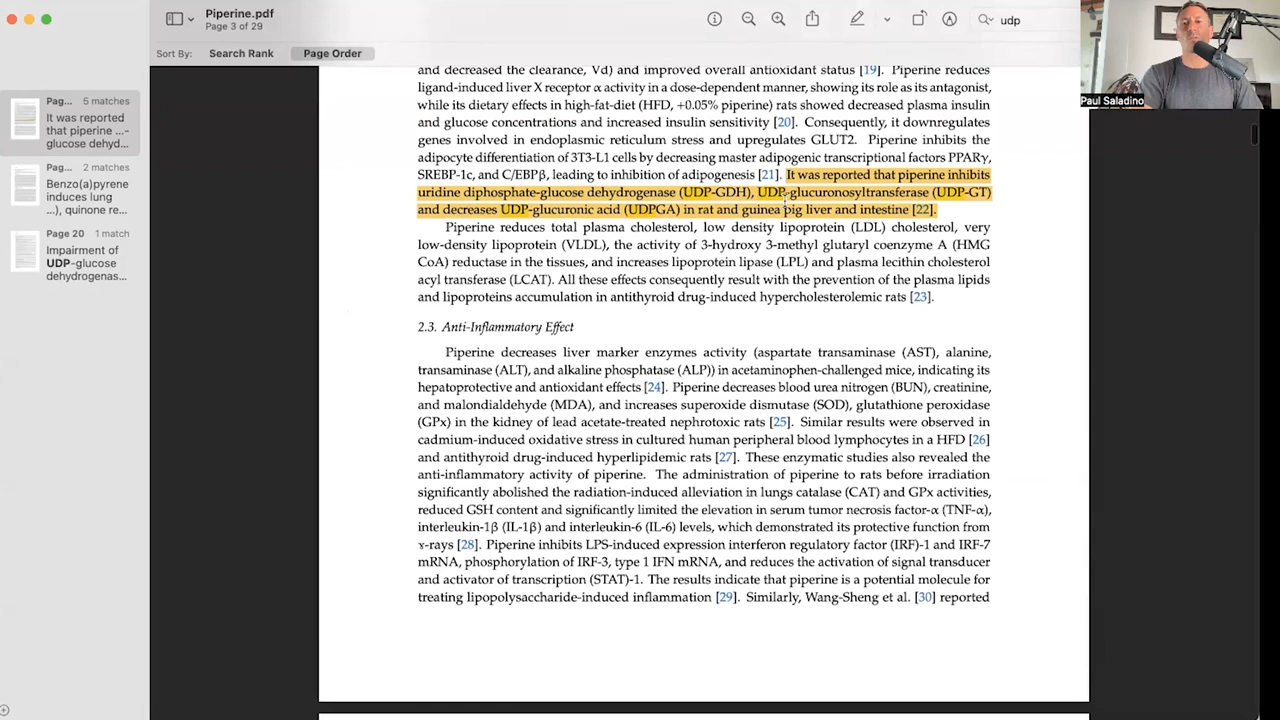 Piperine.pdf
Page 3 of 29
udp
Sort By: Search Rank Page Order
Pag... 5 matches
It was reported
that piperine ...-
glucose dehyd...
Pag... 2 matches
Benzo(a)pyrene
induces lung
(...), quinone re...
Page 20 1 match
Impairment of
UDP-glucose
dehydrogenas...
Paul Saladino
and decreased the clearance, Vd) and improved overall antioxidant status [19]. Piperine reduces
ligand-induced liver X receptor α activity in a dose-dependent manner, showing its role as its antagonist,
while its dietary effects in high-fat-diet (HFD, +0.05% piperine) rats showed decreased plasma insulin
and glucose concentrations and increased insulin sensitivity [20]. Consequently, it downregulates
genes involved in endoplasmic reticulum stress and upregulates GLUT2. Piperine inhibits the
adipocyte differentiation of 3T3-L1 cells by decreasing master adipogenic transcriptional factors PPARγ,
SREBP-1c, and C/EBPβ, leading to inhibition of adipogenesis [21]. It was reported that piperine inhibits
uridine diphosphate-glucose dehydrogenase (UDP-GDH), UDP-glucuronosyltransferase (UDP-GT)
and decreases UDP-glucuronic acid (UDPGA) in rat and guinea pig liver and intestine [22].
Piperine reduces total plasma cholesterol, low density lipoprotein (LDL) cholesterol, very
low-density lipoprotein (VLDL), the activity of 3-hydroxy 3-methyl glutaryl coenzyme A (HMG
CoA) reductase in the tissues, and increases lipoprotein lipase (LPL) and plasma lecithin cholesterol
acyl transferase (LCAT). All these effects consequently result with the prevention of the plasma lipids
and lipoproteins accumulation in antithyroid drug-induced hypercholesterolemic rats [23].
2.3. Anti-Inflammatory Effect
Piperine decreases liver marker enzymes activity (aspartate transaminase (AST), alanine,
transaminase (ALT), and alkaline phosphatase (ALP)) in acetaminophen-challenged mice, indicating its
hepatoprotective and antioxidant effects [24]. Piperine decreases blood urea nitrogen (BUN), creatinine,
and malondialdehyde (MDA), and increases superoxide dismutase (SOD), glutathione peroxidase
(GPx) in the kidney of lead acetate-treated nephrotoxic rats [25]. Similar results were observed in
cadmium-induced oxidative stress in cultured human peripheral blood lymphocytes in a HFD [26]
and antithyroid drug-induced hyperlipidemic rats [27]. These enzymatic studies also revealed the
anti-inflammatory activity of piperine. The administration of piperine to rats before irradiation
significantly abolished the radiation-induced alleviation in lungs catalase (CAT) and GPx activities,
reduced GSH content and significantly limited the elevation in serum tumor necrosis factor-α (TNF-α),
interleukin-1β (IL-1β) and interleukin-6 (IL-6) levels, which demonstrated its protective function from
γ-rays [28]. Piperine inhibits LPS-induced expression interferon regulatory factor (IRF)-1 and IRF-7
mRNA, phosphorylation of IRF-3, type 1 IFN mRNA, and reduces the activation of signal transducer
and activator of transcription (STAT)-1. The results indicate that piperine is a potential molecule for
treating lipopolysaccharide-induced inflammation [29]. Similarly, Wang-Sheng et al. [30] reported